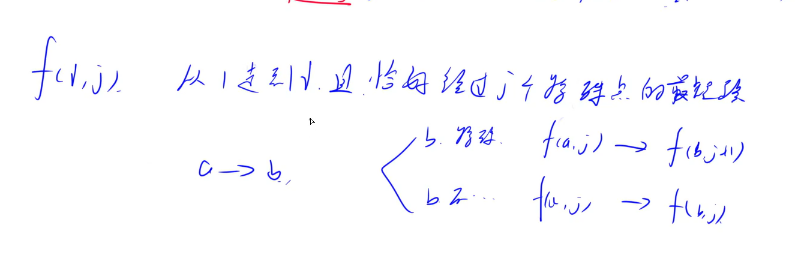 f(v,j) 从1走到v.且恰好经过j个特殊点的最短路
b.特殊. f(a,j) → f(b,j+1)
a → b,
b不… f(a,j) → f(b,j)